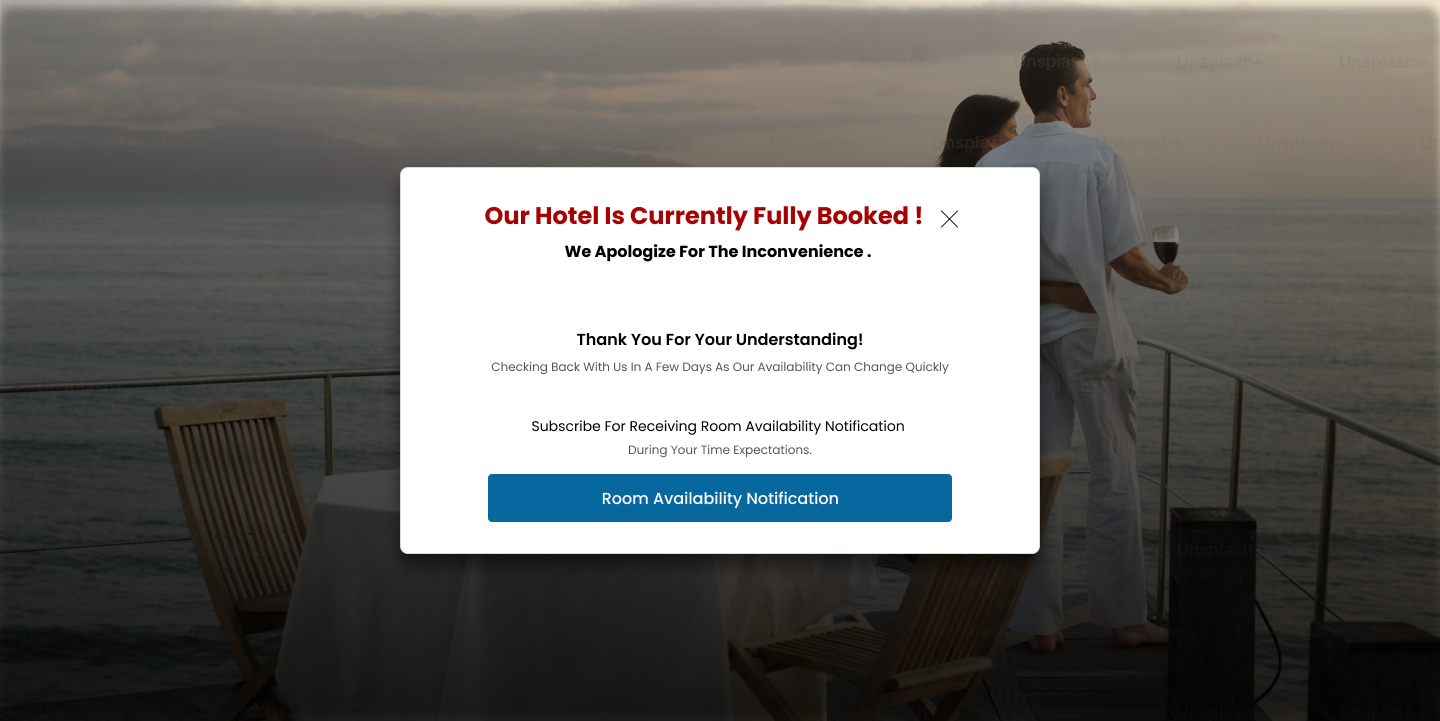 Unsplash+ Unsplash+ Unsplash+ Unsplash+
Unsplash+ Unsplash+ Unsplash+ Unsplash+
Our Hotel Is Currently Fully Booked !
We Apologize For The Inconvenience .
Thank You For Your Understanding!
Checking Back With Us In A Few Days As Our Availability Can Change Quickly
Subscribe For Receiving Room Availability Notification
During Your Time Expectations.
Room Availability Notification
Unsplash+